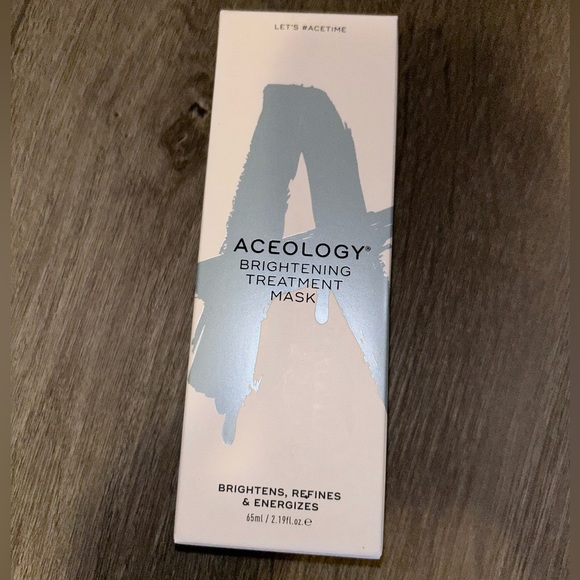 LET'S #ACETIME
ACEOLOGY®
BRIGHTENING
TREATMENT
MASK
BRIGHTENS, REFINES
& ENERGIZES
65ml / 2.19fl.oz.℮